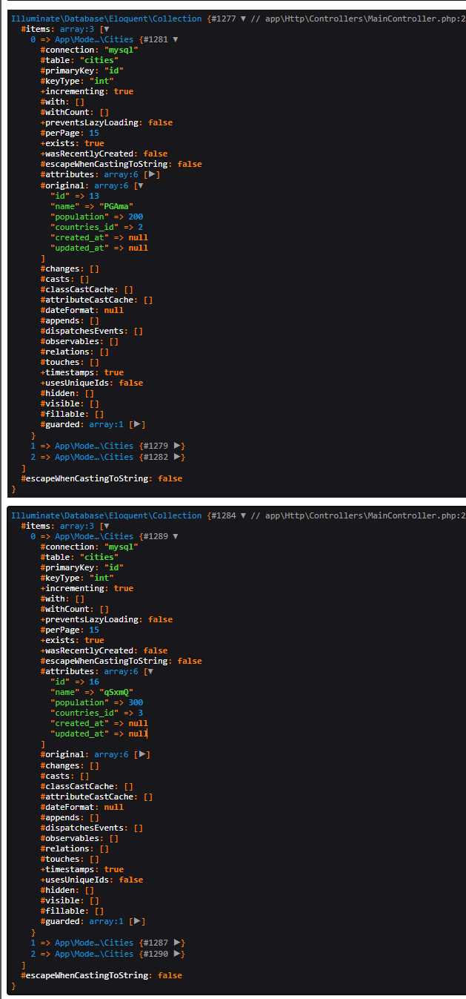 Illuminate\Database\Eloquent\Collection {#1277 ▼ // app\Http\Controllers\MainController.php:2
#items: array:3 [▼
0 => App\Mode…\Cities {#1281 ▼
#connection: "mysql"
#table: "cities"
#primaryKey: "id"
#keyType: "int"
+incrementing: true
#with: []
#withCount: []
+preventsLazyLoading: false
#perPage: 15
+exists: true
+wasRecentlyCreated: false
#escapeWhenCastingToString: false
#attributes: array:6 [▶]
#original: array:6 [▼
"id" => 13
"name" => "PGAma"
"population" => 200
"countries_id" => 2
"created_at" => null
"updated_at" => null
]
#changes: []
#casts: []
#classCastCache: []
#attributeCastCache: []
#dateFormat: null
#appends: []
#dispatchesEvents: []
#observables: []
#relations: []
#touches: []
+timestamps: true
+usesUniqueIds: false
#hidden: []
#visible: []
#fillable: []
#guarded: array:1 [▶]
}
1 => App\Mode…\Cities {#1279 ▶}
2 => App\Mode…\Cities {#1282 ▶}
]
#escapeWhenCastingToString: false
}
Illuminate\Database\Eloquent\Collection {#1284 ▼ // app\Http\Controllers\MainController.php:2
#items: array:3 [▼
0 => App\Mode…\Cities {#1289 ▼
#connection: "mysql"
#table: "cities"
#primaryKey: "id"
#keyType: "int"
+incrementing: true
#with: []
#withCount: []
+preventsLazyLoading: false
#perPage: 15
+exists: true
+wasRecentlyCreated: false
#escapeWhenCastingToString: false
#attributes: array:6 [▼
"id" => 16
"name" => "qSxmQ"
"population" => 300
"countries_id" => 3
"created_at" => null
"updated_at" => null
]
#original: array:6 [▶]
#changes: []
#casts: []
#classCastCache: []
#attributeCastCache: []
#dateFormat: null
#appends: []
#dispatchesEvents: []
#observables: []
#relations: []
#touches: []
+timestamps: true
+usesUniqueIds: false
#hidden: []
#visible: []
#fillable: []
#guarded: array:1 [▶]
}
1 => App\Mode…\Cities {#1287 ▶}
2 => App\Mode…\Cities {#1290 ▶}
]
#escapeWhenCastingToString: false
}